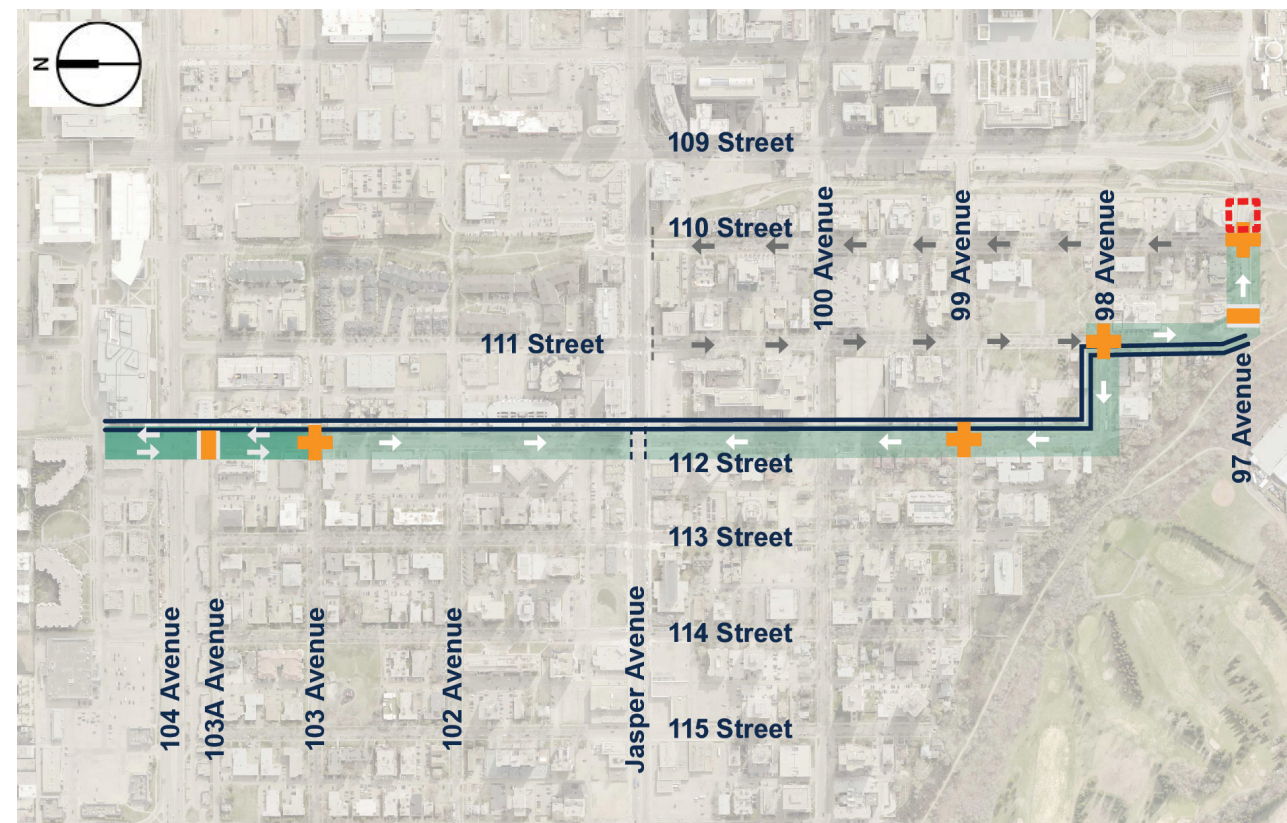 N
109 Street
110 Street
100 Avenue
99 Avenue
98 Avenue
111 Street
97 Avenue
112 Street
113 Street
104 Avenue
103A Avenue
103 Avenue
102 Avenue
Jasper Avenue
114 Street
115 Street